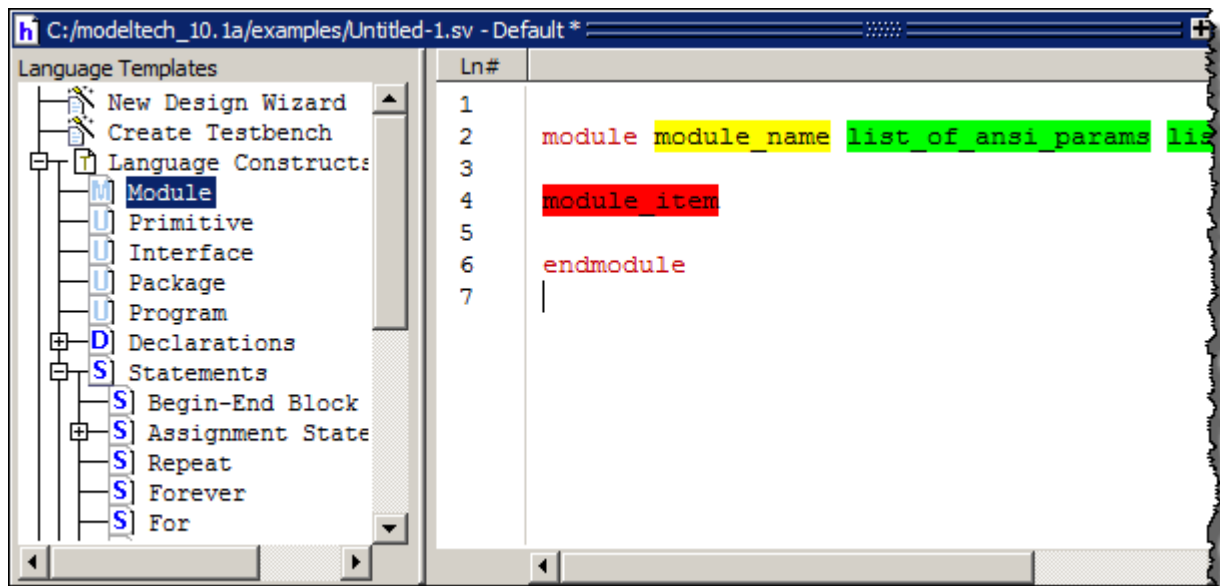 h C:/modeltech_10.1a/examples/Untitled-1.sv - Default *
Language Templates
New Design Wizard
Create Testbench
T Language Constructs
M Module
U Primitive
U Interface
U Package
U Program
D Declarations
S Statements
S Begin-End Block
S Assignment State
S Repeat
S Forever
S For
Ln#
1
2 module module_name list_of_ansi_params lis
3
4 module_item
5
6 endmodule
7